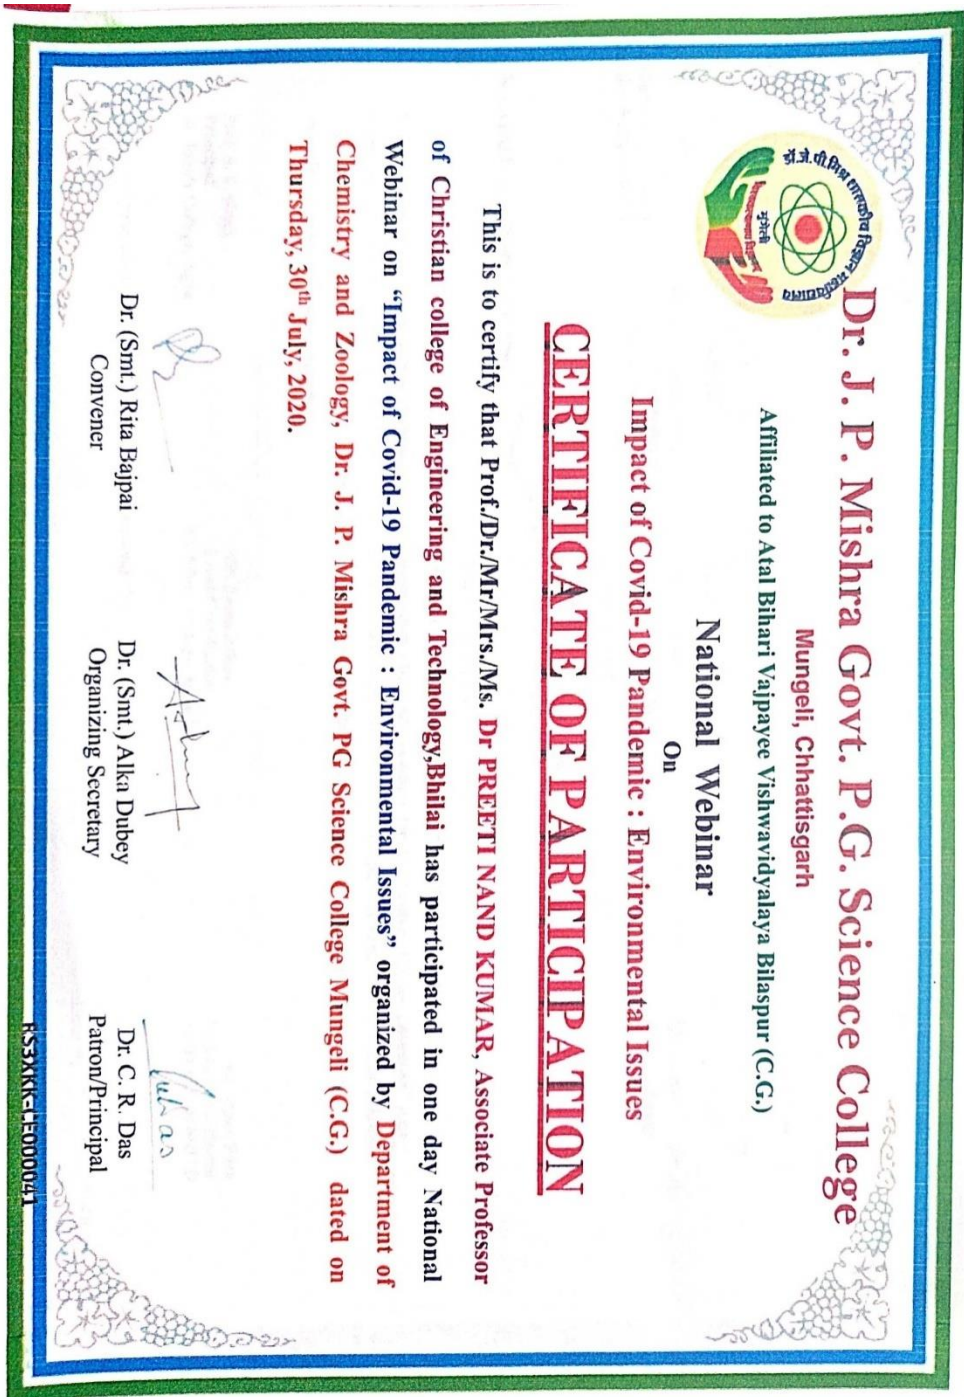 Dr. J. P. Mishra Govt. P.G. Science College
डॉ.जे.पी.मिश्र शासकीय विज्ञान महाविद्यालय
मुंगेली
Mungeli, Chhattisgarh
Affiliated to Atal Bihari Vajpayee Vishwavidyalaya Bilaspur (C.G.)
National Webinar
On
Impact of Covid-19 Pandemic : Environmental Issues
CERTIFICATE OF PARTICIPATION
This is to certify that Prof./Dr./Mr/Mrs./Ms. Dr PREETI NAND KUMAR, Associate Professor
of Christian college of Engineering and Technology,Bhilai has participated in one day National
Webinar on “Impact of Covid-19 Pandemic : Environmental Issues” organized by Department of
Chemistry and Zoology, Dr. J. P. Mishra Govt. PG Science College Mungeli (C.G.) dated on
Thursday, 30th July, 2020.
Dr. (Smt.) Rita Bajpai
Convener
Dr. (Smt.) Alka Dubey
Organizing Secretary
Dr. C. R. Das
Patron/Principal
RS3XKK-CE000041